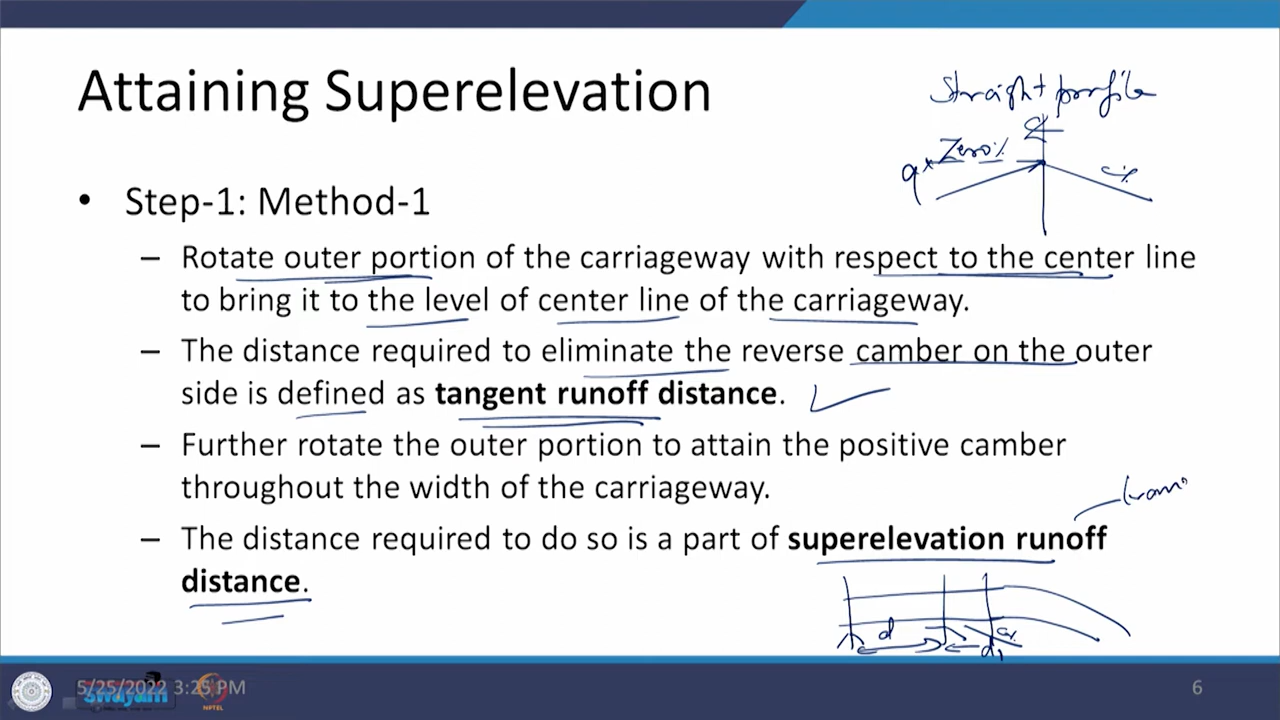 Attaining Superelevation
Straight porfile
Zero%
c%
• Step-1: Method-1
– Rotate outer portion of the carriageway with respect to the center line
to bring it to the level of center line of the carriageway.
– The distance required to eliminate the reverse camber on the outer
side is defined as tangent runoff distance.
– Further rotate the outer portion to attain the positive camber
throughout the width of the carriageway.
– The distance required to do so is a part of superelevation runoff
distance.
d
d1
5/25/2022 3:25 PM
swayam
NPTEL
6